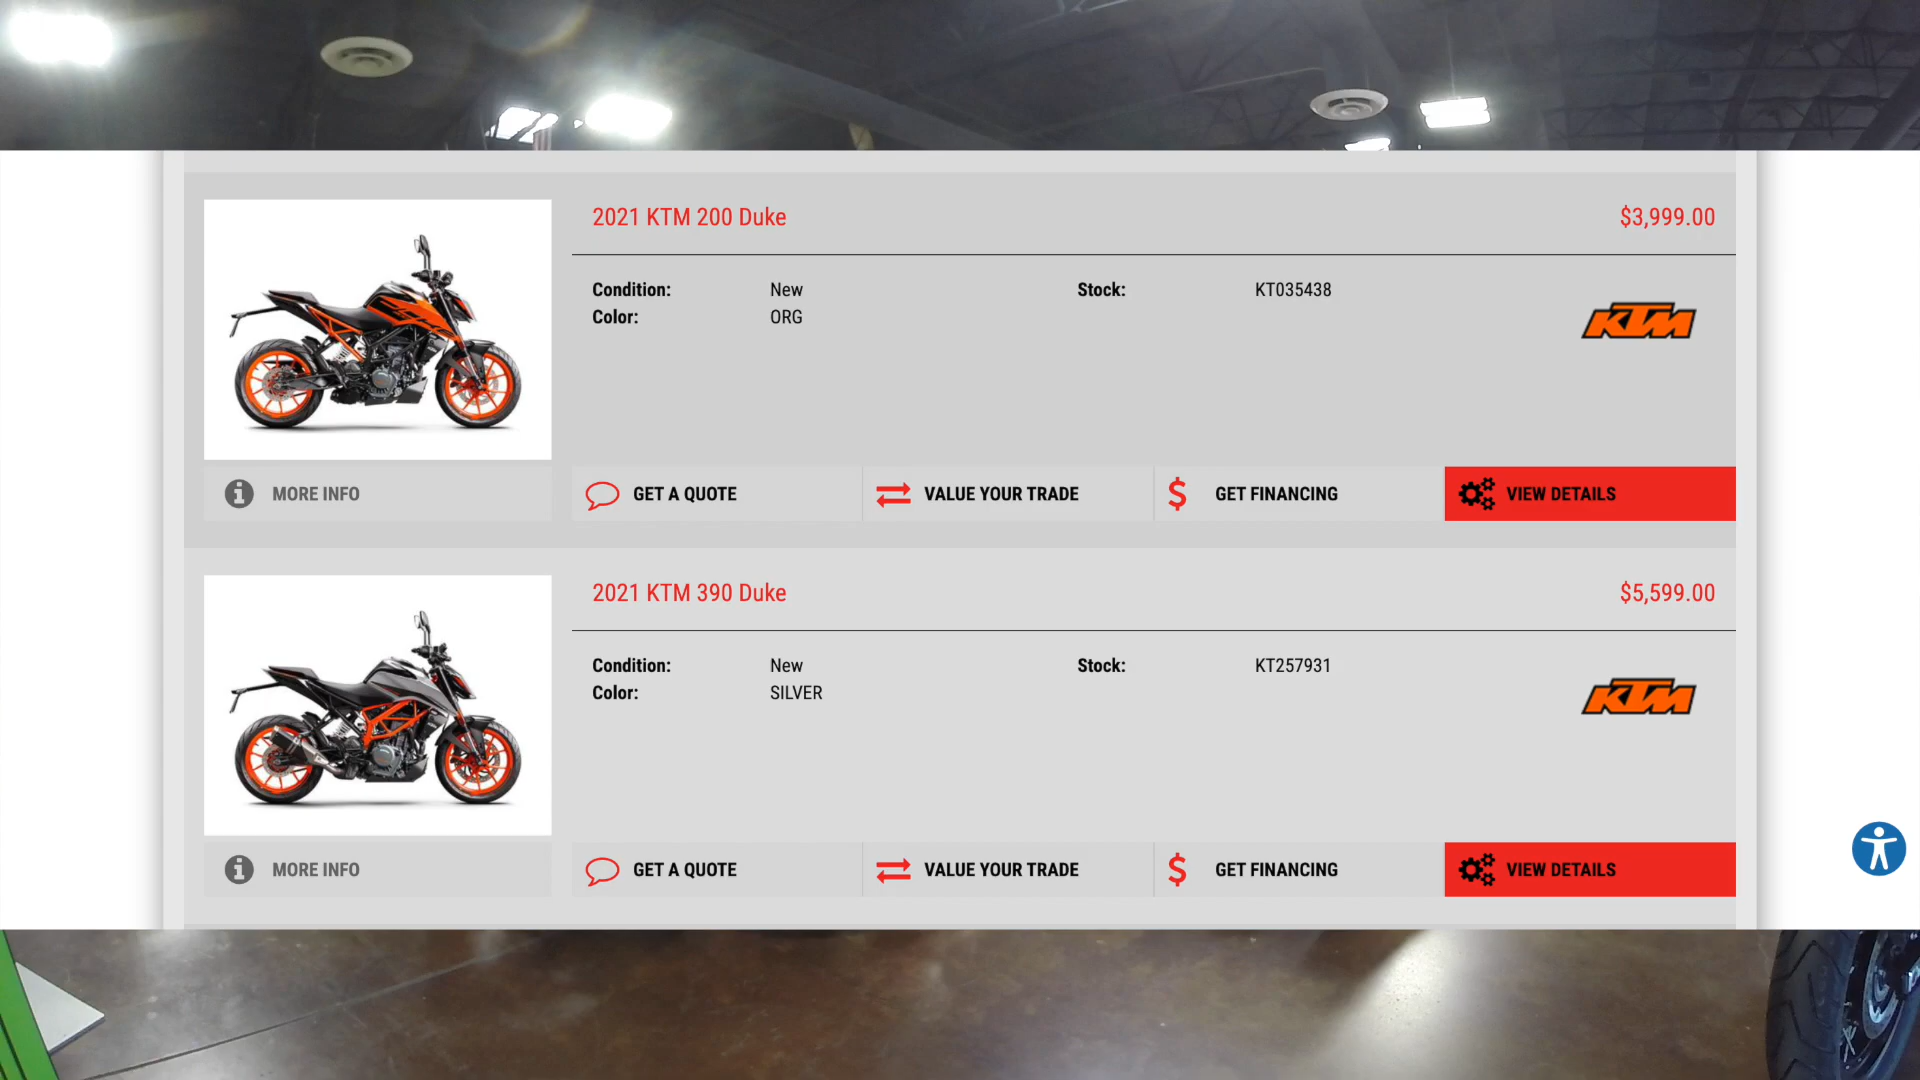 2021 KTM 200 Duke
$3,999.00
Condition: New
Stock: KT035438
Color: ORG
KTM
MORE INFO
GET A QUOTE
VALUE YOUR TRADE
GET FINANCING
VIEW DETAILS
2021 KTM 390 Duke
$5,599.00
Condition: New
Stock: KT257931
Color: SILVER
KTM
MORE INFO
GET A QUOTE
VALUE YOUR TRADE
GET FINANCING
VIEW DETAILS